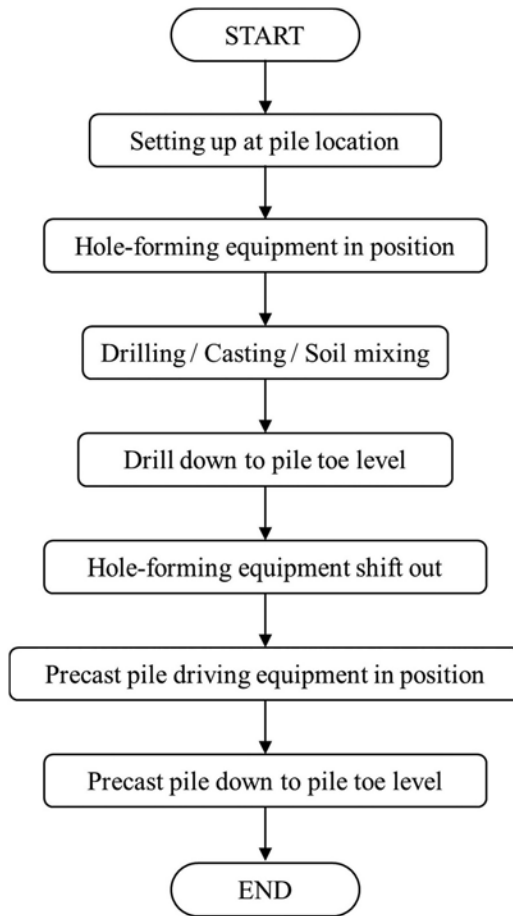 START
Setting up at pile location
Hole-forming equipment in position
Drilling / Casting / Soil mixing
Drill down to pile toe level
Hole-forming equipment shift out
Precast pile driving equipment in position
Precast pile down to pile toe level
END